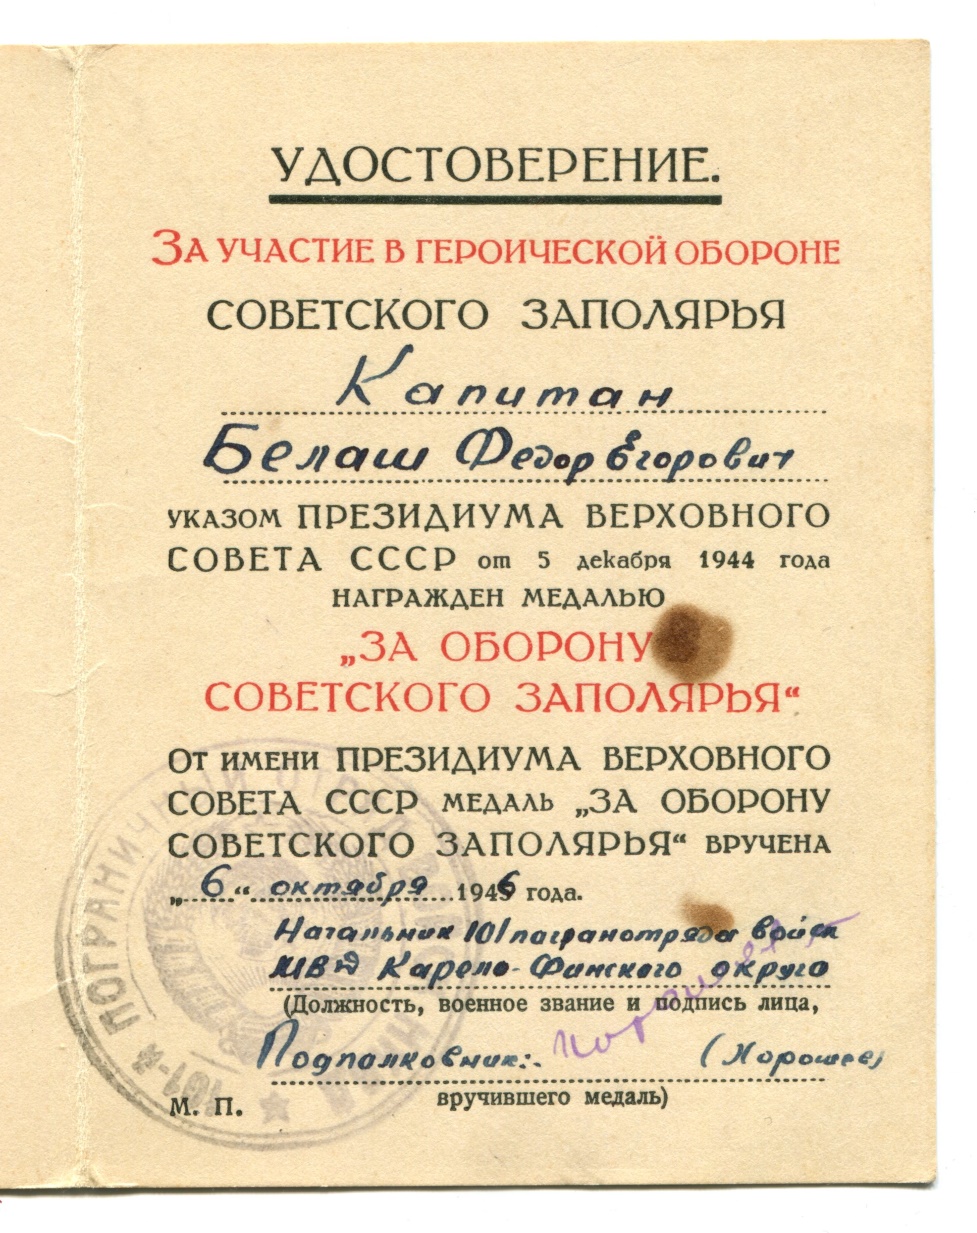 УДОСТОВЕРЕНИЕ.
ЗА УЧАСТИЕ В ГЕРОИЧЕСКОЙ ОБОРОНЕ
СОВЕТСКОГО ЗАПОЛЯРЬЯ
Капитан
Белаш Федор Егорович
УКАЗОМ ПРЕЗИДИУМА ВЕРХОВНОГО
СОВЕТА СССР от 5 декабря 1944 года
НАГРАЖДЕН МЕДАЛЬЮ
„ЗА ОБОРОНУ
СОВЕТСКОГО ЗАПОЛЯРЬЯ“
ОТ ИМЕНИ ПРЕЗИДИУМА ВЕРХОВНОГО
СОВЕТА СССР МЕДАЛЬ „ЗА ОБОРОНУ
СОВЕТСКОГО ЗАПОЛЯРЬЯ“ ВРУЧЕНА
„6“ октября 1946 года.
Начальник 101 погранотряда войск
МВД Карело-Финского округа
(Должность, военное звание и подпись лица,
Подполковник:
вручившего медаль)
М. П.
101-Й ПОГРАНИЧНЫЙ